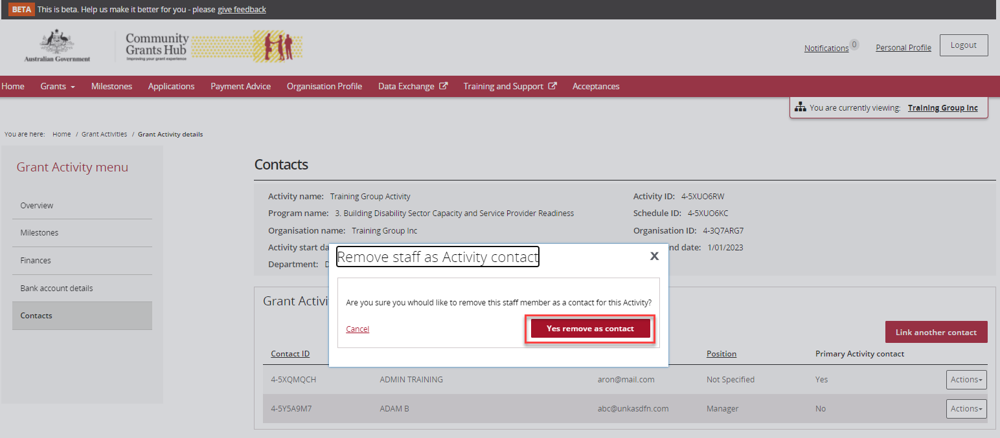 BETA This is beta. Help us make it better for you - please give feedback
Australian Government
Community
Grants Hub
Improving your grant experience
Notifications 0 Personal Profile Logout
Home Grants Milestones Applications Payment Advice Organisation Profile Data Exchange Training and Support Acceptances
You are currently viewing: Training Group Inc
You are here: Home / Grant Activities / Grant Activity details
Grant Activity menu
Overview
Milestones
Finances
Bank account details
Contacts
Contacts
Activity name: Training Group Activity Activity ID: 4-5XUO6RW
Program name: 3. Building Disability Sector Capacity and Service Provider Readiness Schedule ID: 4-5XUO6KC
Organisation name: Training Group Inc Organisation ID: 4-3Q7ARG7
Activity start da nd date: 1/01/2023
Department: D
Remove staff as Activity contact X
Are you sure you whould like to remove this staff member as a contact for this Activity?
Cancel Yes remove as contact
Grant Activi
Link another contact
Contact ID Position Primary Activity contact
4-5XQMQCH ADMIN TRAINING aron@mail.com Not Specified Yes Actions
4-5Y5A9M7 ADAM B abc@unkasdfn.com Manager No Actions